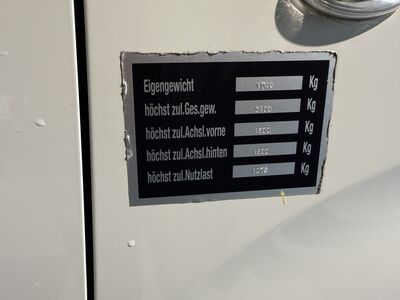 Eigengewicht Kg
höchst zul.Ges.gew. Kg
höchst zul.Achsl.vorne Kg
höchst zul.Achsl.hinten Kg
höchst zul.Nutzlast 1075 Kg